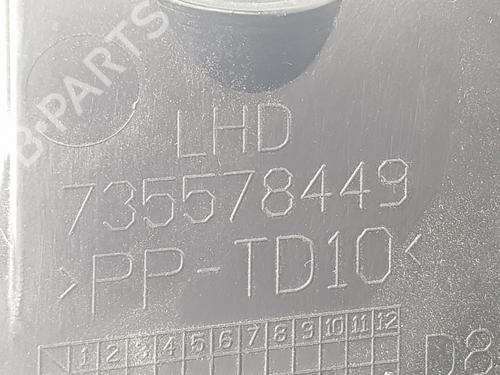 B-PARTS
LHD
735578449
>PP-TD10<
1 2 3 4 5 6 7 8 9 10 11 12
D8